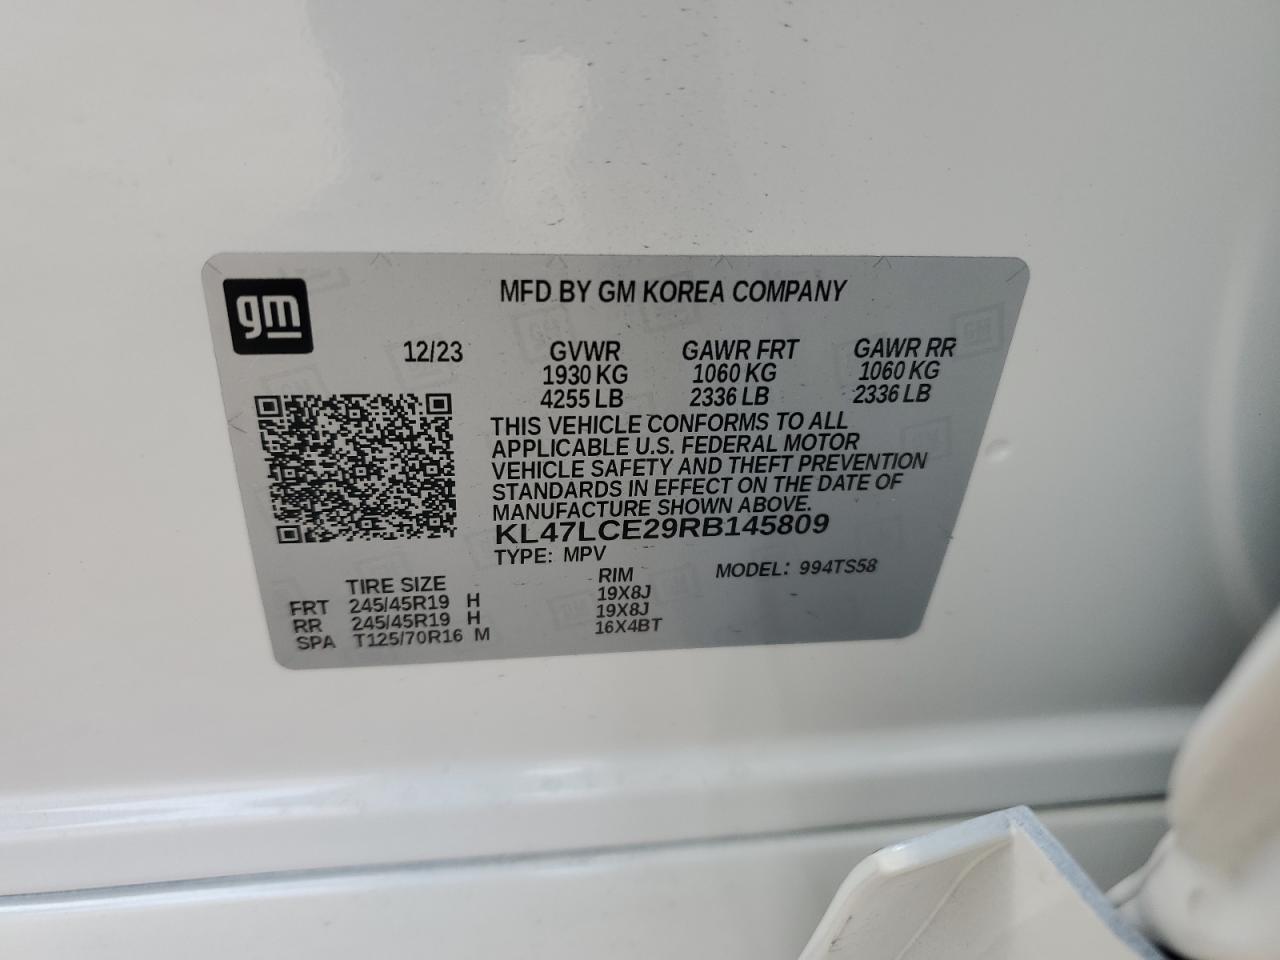 gm
MFD BY GM KOREA COMPANY
12/23 GVWR GAWR FRT GAWR RR
1930 KG 1060 KG 1060 KG
4255 LB 2336 LB 2336 LB
THIS VEHICLE CONFORMS TO ALL
APPLICABLE U.S. FEDERAL MOTOR
VEHICLE SAFETY AND THEFT PREVENTION
STANDARDS IN EFFECT ON THE DATE OF
MANUFACTURE SHOWN ABOVE.
KL47LCE29RB145809
TYPE: MPV
MODEL: 994TS58
TIRE SIZE RIM
FRT 245/45R19 H 19X8J
RR 245/45R19 H 19X8J
SPA T125/70R16 M 16X4BT